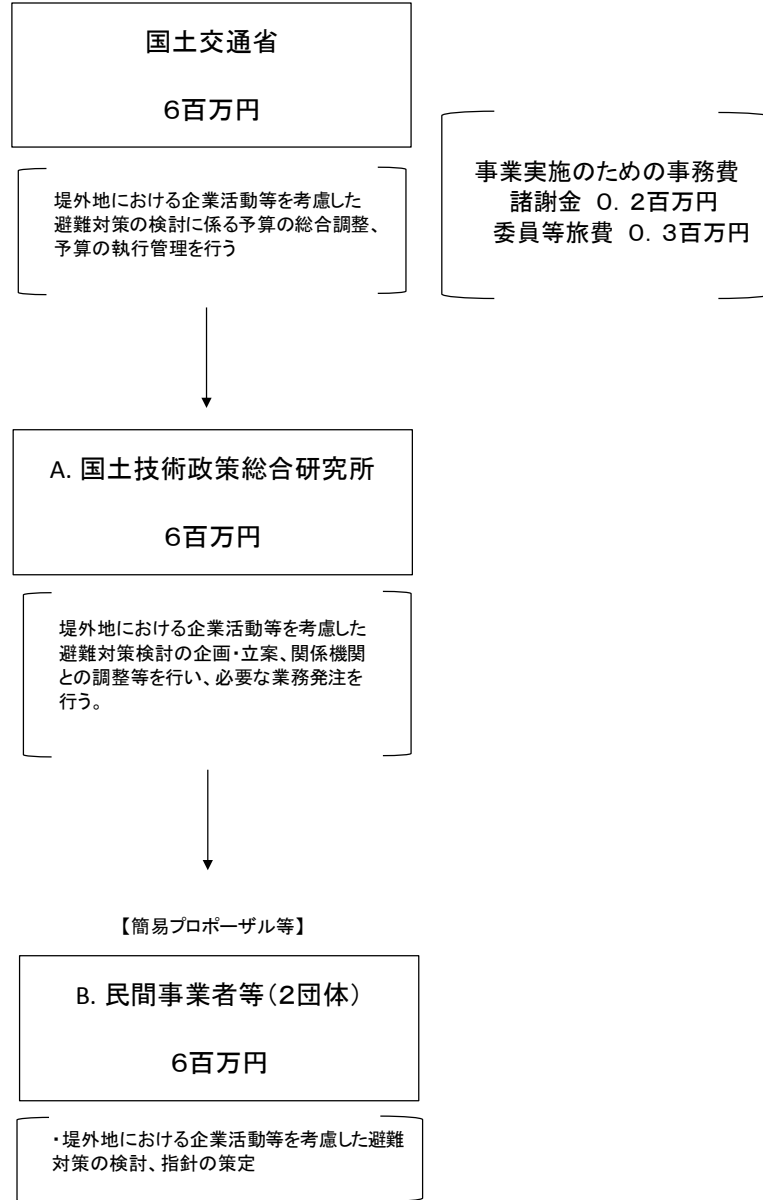 国土交通省
6百万円
堤外地における企業活動等を考慮した
避難対策の検討に係る予算の総合調整、
予算の執行管理を行う
事業実施のための事務費
諸謝金 0.2百万円
委員等旅費 0.3百万円
A. 国土技術政策総合研究所
6百万円
堤外地における企業活動等を考慮した
避難対策検討の企画・立案、関係機関
との調整等を行い、必要な業務発注を
行う。
【簡易プロポーザル等】
B. 民間事業者等(2団体)
6百万円
・堤外地における企業活動等を考慮した避難
対策の検討、指針の策定